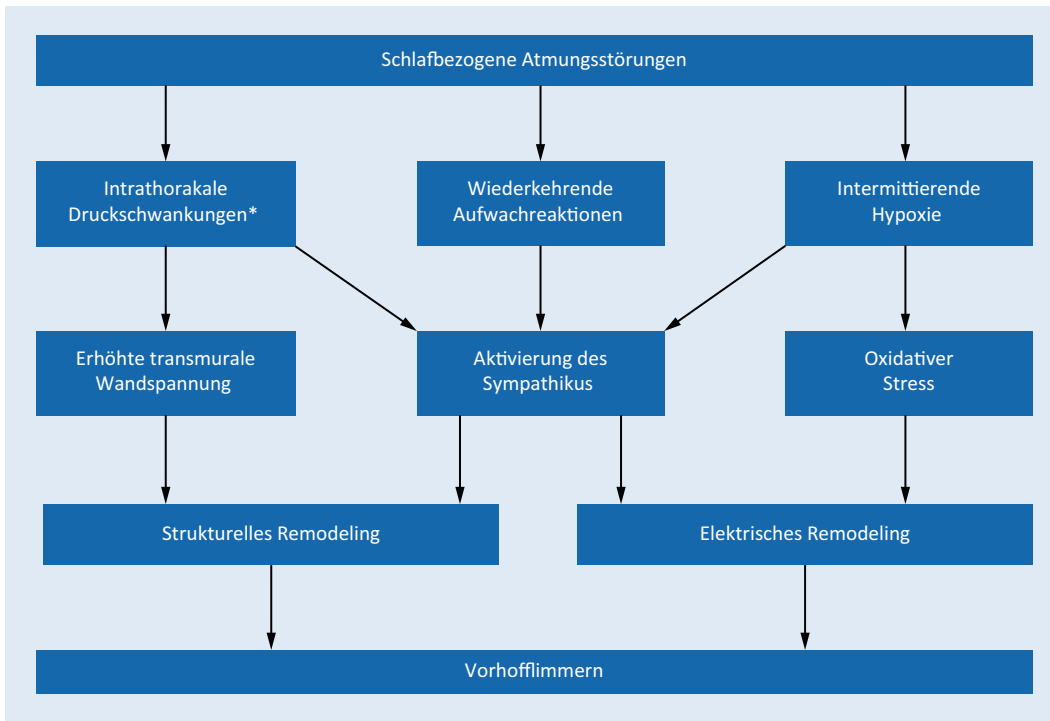 Schlafbezogene Atmungsstörungen
Intrathorakale
Druckschwankungen*
Wiederkehrende
Aufwachreaktionen
Intermittierende
Hypoxie
Erhöhte transmurale
Wandspannung
Aktivierung des
Sympathikus
Oxidativer
Stress
Strukturelles Remodeling
Elektrisches Remodeling
Vorhofflimmern